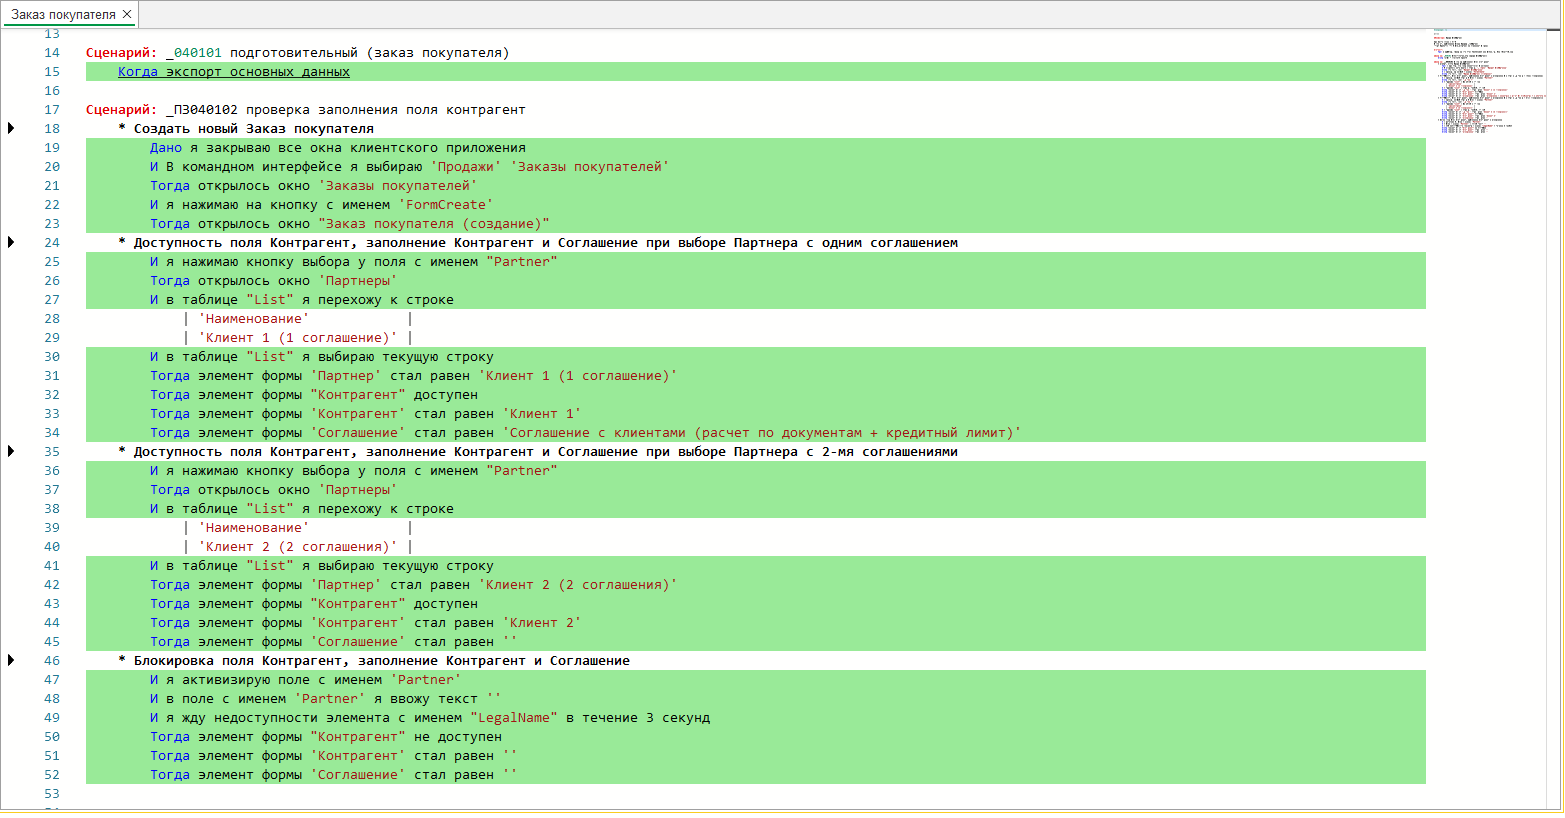 Заказ покупателя ×
13
14 Сценарий: _040101 подготовительный (заказ покупателя)
15 Когда экспорт основных данных
16
17 Сценарий: _ПЗ040102 проверка заполнения поля контрагент
18 * Создать новый Заказ покупателя
19 Дано я закрываю все окна клиентского приложения
20 И В командном интерфейсе я выбираю 'Продажи' 'Заказы покупателей'
21 Тогда открылось окно 'Заказы покупателей'
22 И я нажимаю на кнопку с именем 'FormCreate'
23 Тогда открылось окно "Заказ покупателя (создание)"
24 * Доступность поля Контрагент, заполнение Контрагент и Соглашение при выборе Партнера с одним соглашением
25 И я нажимаю кнопку выбора у поля с именем "Partner"
26 Тогда открылось окно 'Партнеры'
27 И в таблице "List" я перехожу к строке
28 | 'Наименование' |
29 | 'Клиент 1 (1 соглашение)' |
30 И в таблице "List" я выбираю текущую строку
31 Тогда элемент формы 'Партнер' стал равен 'Клиент 1 (1 соглашение)'
32 Тогда элемент формы "Контрагент" доступен
33 Тогда элемент формы 'Контрагент' стал равен 'Клиент 1'
34 Тогда элемент формы 'Соглашение' стал равен 'Соглашение с клиентами (расчет по документам + кредитный лимит)'
35 * Доступность поля Контрагент, заполнение Контрагент и Соглашение при выборе Партнера с 2-мя соглашениями
36 И я нажимаю кнопку выбора у поля с именем "Partner"
37 Тогда открылось окно 'Партнеры'
38 И в таблице "List" я перехожу к строке
39 | 'Наименование' |
40 | 'Клиент 2 (2 соглашения)' |
41 И в таблице "List" я выбираю текущую строку
42 Тогда элемент формы 'Партнер' стал равен 'Клиент 2 (2 соглашения)'
43 Тогда элемент формы "Контрагент" доступен
44 Тогда элемент формы 'Контрагент' стал равен 'Клиент 2'
45 Тогда элемент формы 'Соглашение' стал равен ''
46 * Блокировка поля Контрагент, заполнение Контрагент и Соглашение
47 И я активизирую поле с именем 'Partner'
48 И в поле с именем 'Partner' я ввожу текст ''
49 И я жду недоступности элемента с именем "LegalName" в течение 3 секунд
50 Тогда элемент формы "Контрагент" не доступен
51 Тогда элемент формы 'Контрагент' стал равен ''
52 Тогда элемент формы 'Соглашение' стал равен ''
53